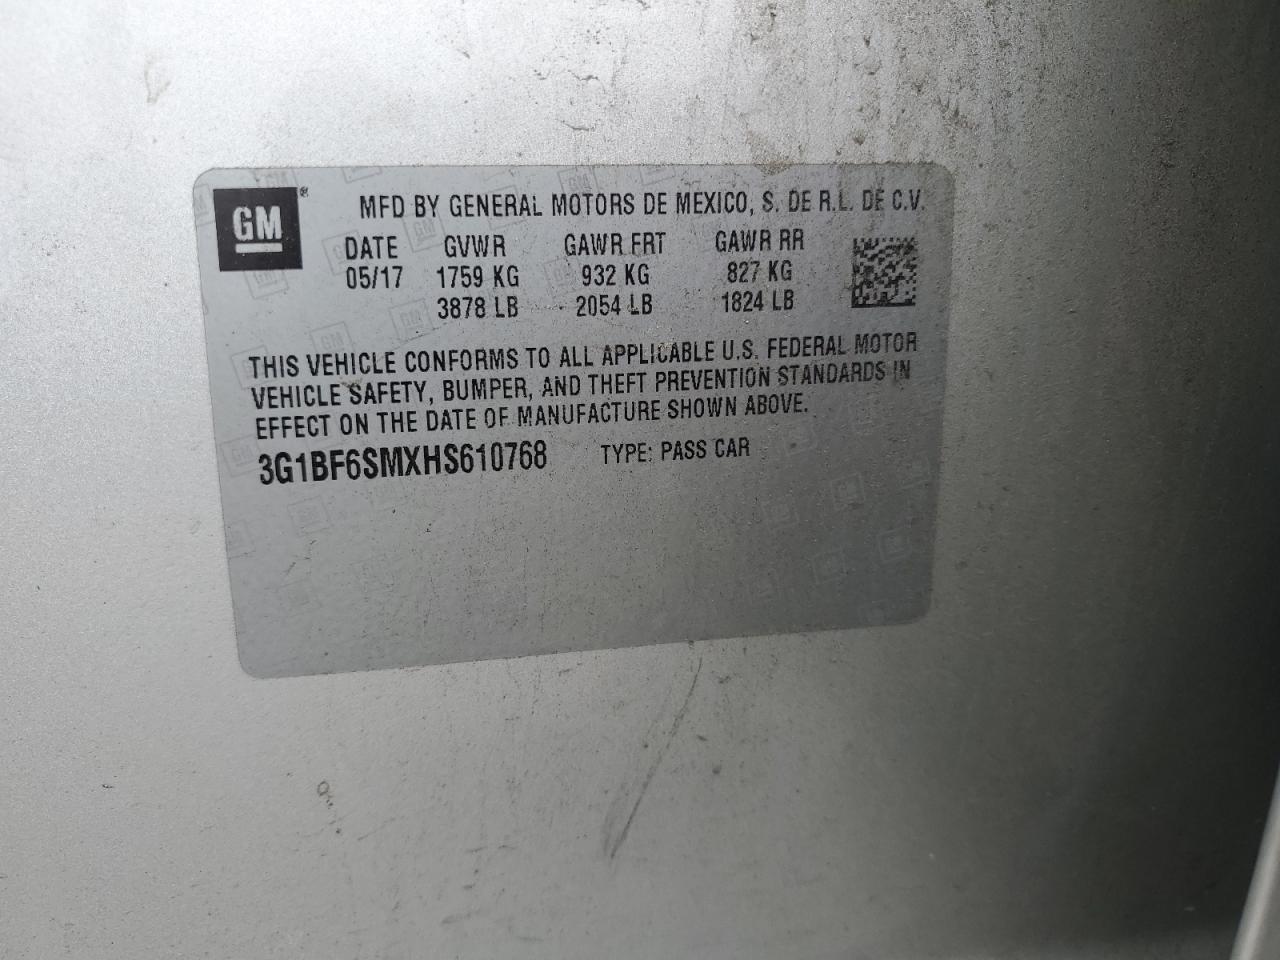 GM ®
MFD BY GENERAL MOTORS DE MEXICO, S. DE R.L. DE C.V.
DATE GVWR GAWR FRT GAWR RR
05/17 1759 KG 932 KG 827 KG
3878 LB 2054 LB 1824 LB
THIS VEHICLE CONFORMS TO ALL APPLICABLE U.S. FEDERAL MOTOR
VEHICLE SAFETY, BUMPER, AND THEFT PREVENTION STANDARDS IN
EFFECT ON THE DATE OF MANUFACTURE SHOWN ABOVE.
3G1BF6SMXHS610768 TYPE: PASS CAR